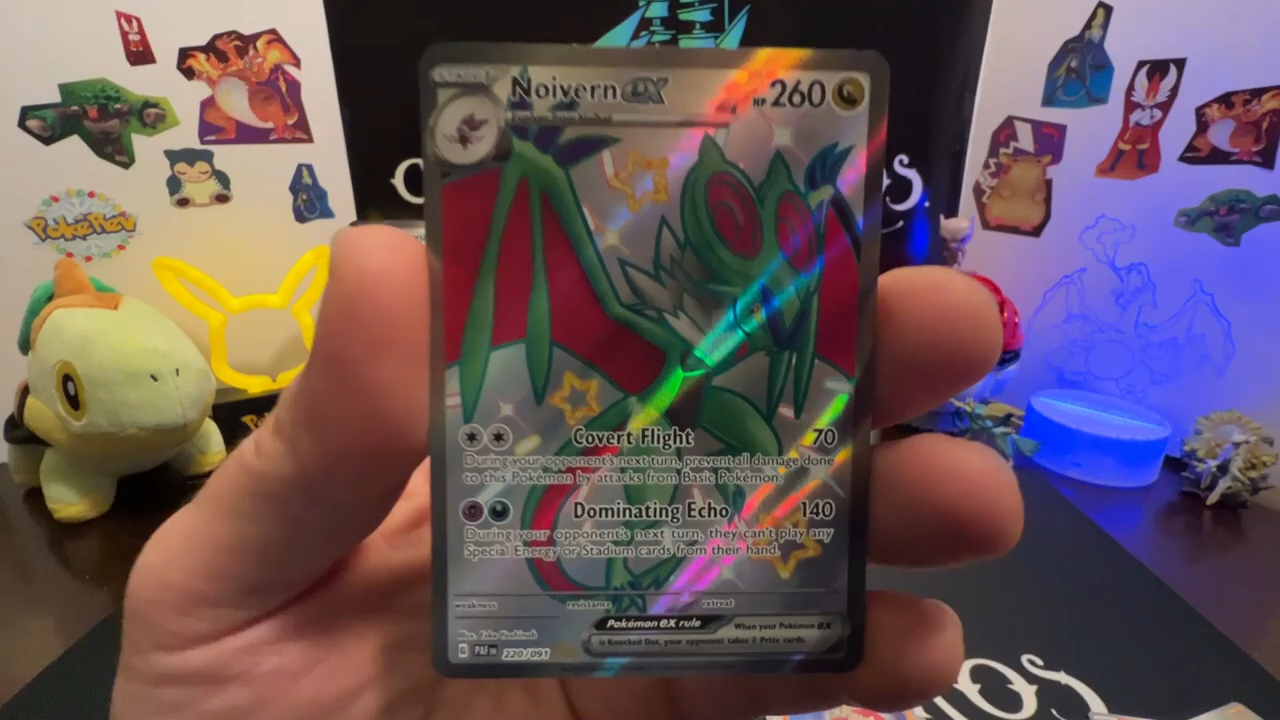 Noivern ex
HP 260
Covert Flight 70
During your opponent's next turn, prevent all damage done
to this Pokémon by attacks from Basic Pokémon.
Dominating Echo 140
During your opponent's next turn, they can't play any
Special Energy or Stadium cards from their hand.
weakness resistance retreat
Pokémon ex rule When your Pokémon ex
is Knocked Out, your opponent takes 2 Prize cards.
G PAF EN 220/091
PokéRev